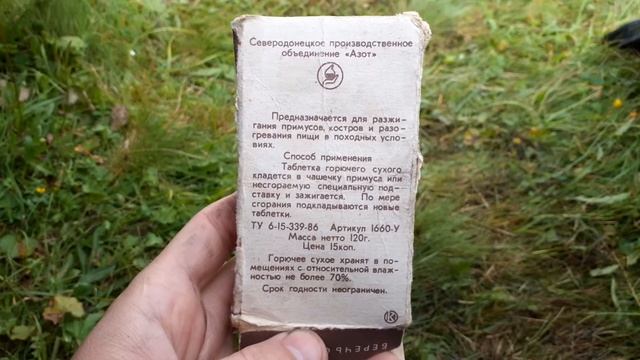 Северодонецкое производственное
объединение «Азот»
Предназначается для разжи-
гания примусов, костров и разо-
гревания пищи в походных усло-
виях.
Способ применения
Таблетка горючего сухого
кладется в чашечку примуса или
несгораемую специальную под-
ставку и зажигается. По мере
сгорания подкладываются новые
таблетки.
ТУ 6-15-339-86 Артикул 1660-У
Масса нетто 120г.
Цена 15коп.
Горючее сухое хранят в по-
мещениях с относительной влаж-
ностью не более 70%.
Срок годности неограничен.